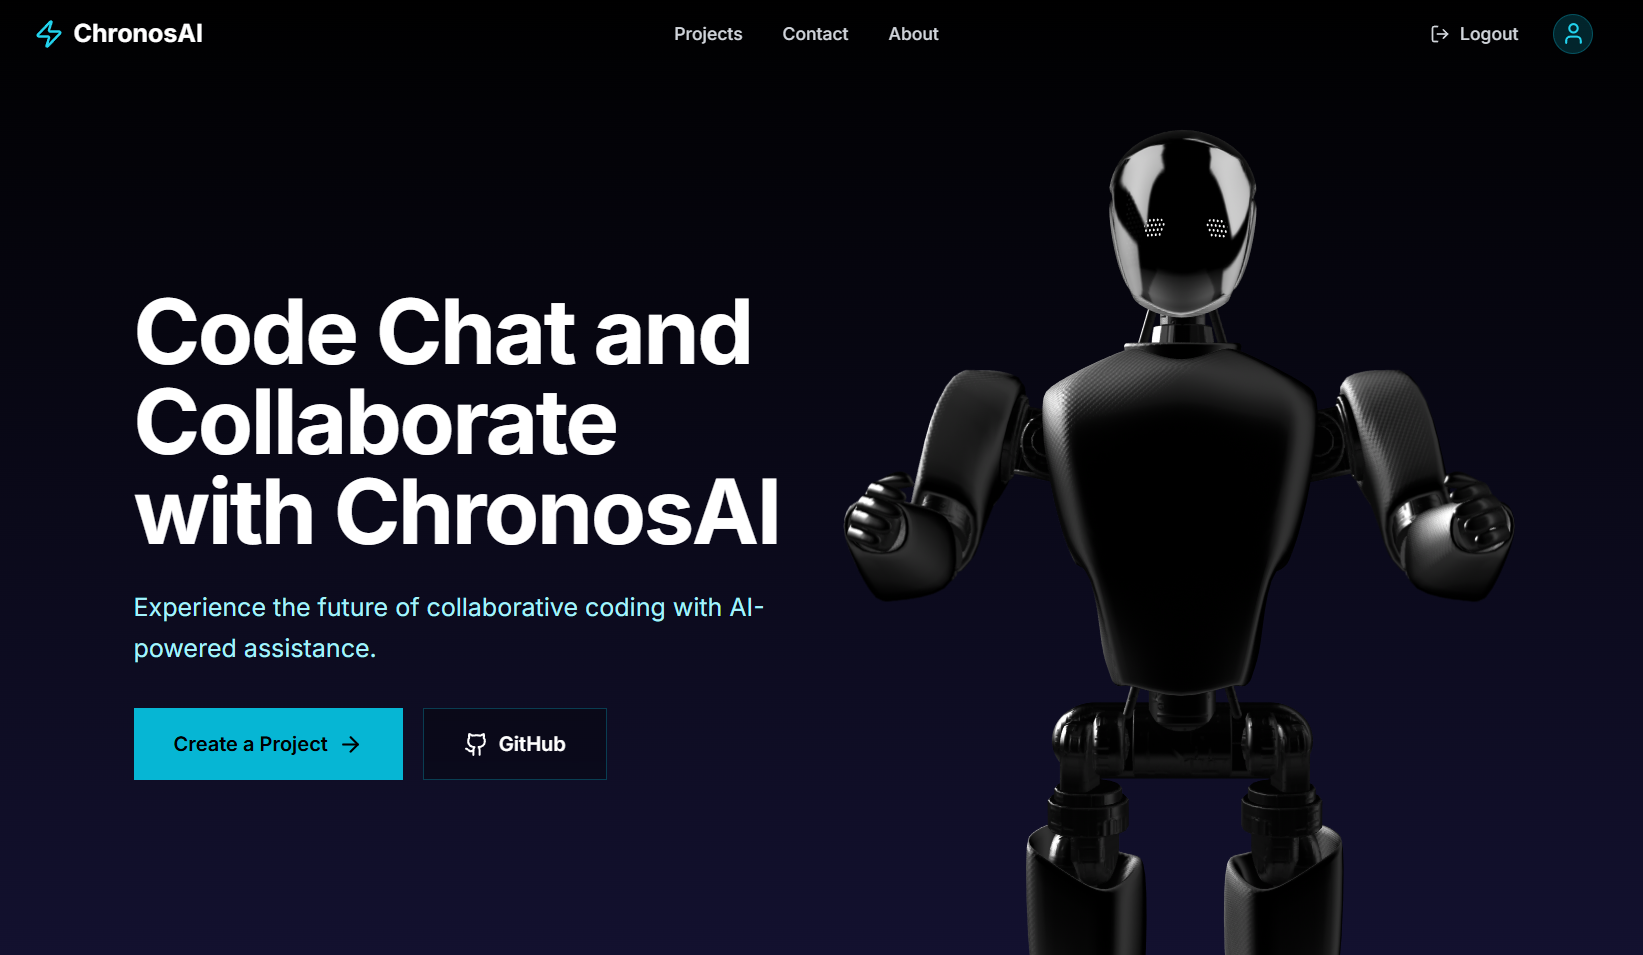 ChronosAI
Projects
Contact
About
Logout
Code Chat and
Collaborate
with ChronosAI
Experience the future of collaborative coding with AI-
powered assistance.
Create a Project
GitHub